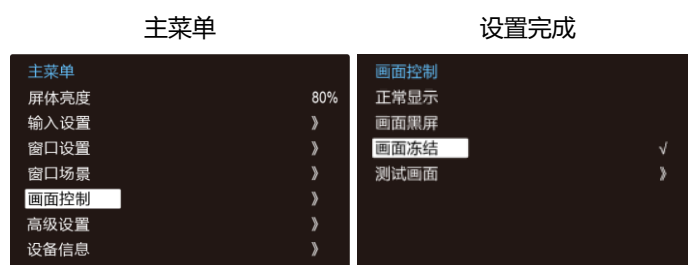 主菜单
主菜单
屏体亮度 80%
输入设置 》
窗口设置 》
窗口场景 》
画面控制 》
高级设置 》
设备信息 》
设置完成
画面控制
正常显示
画面黑屏
画面冻结 √
测试画面 》